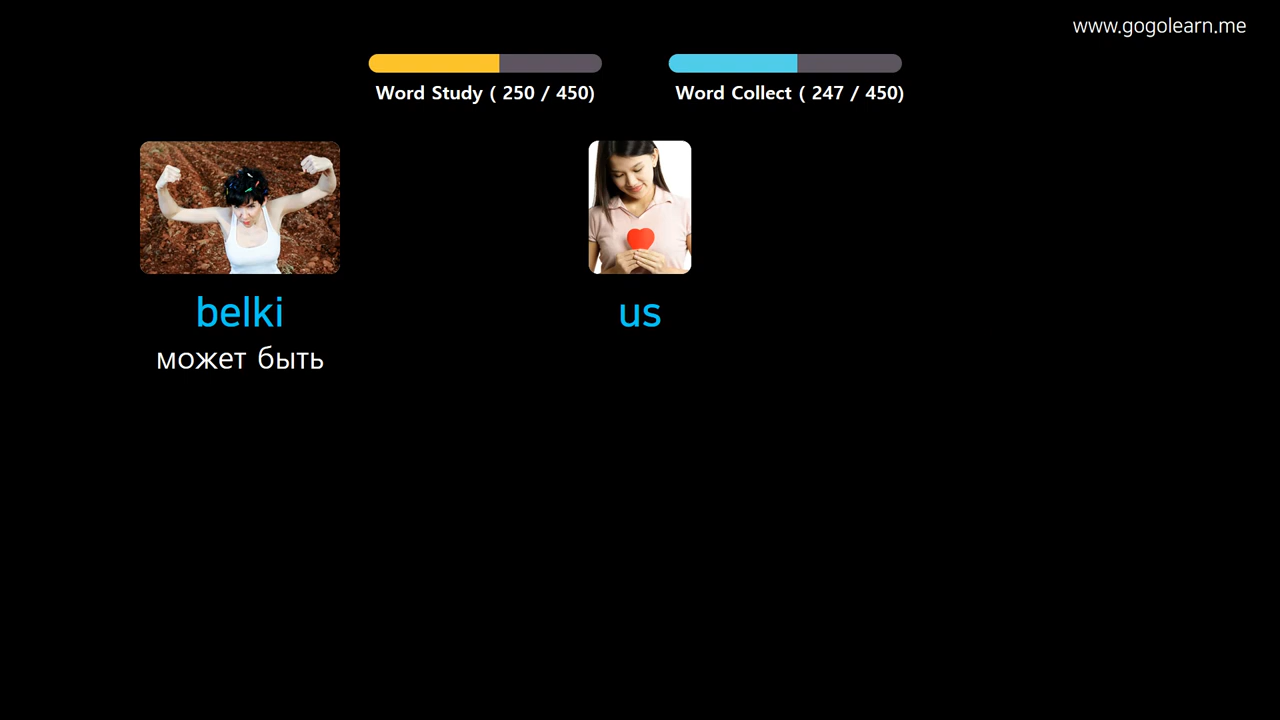 www.gogolearn.me
Word Study ( 250 / 450)
Word Collect ( 247 / 450)
belki
us
может быть